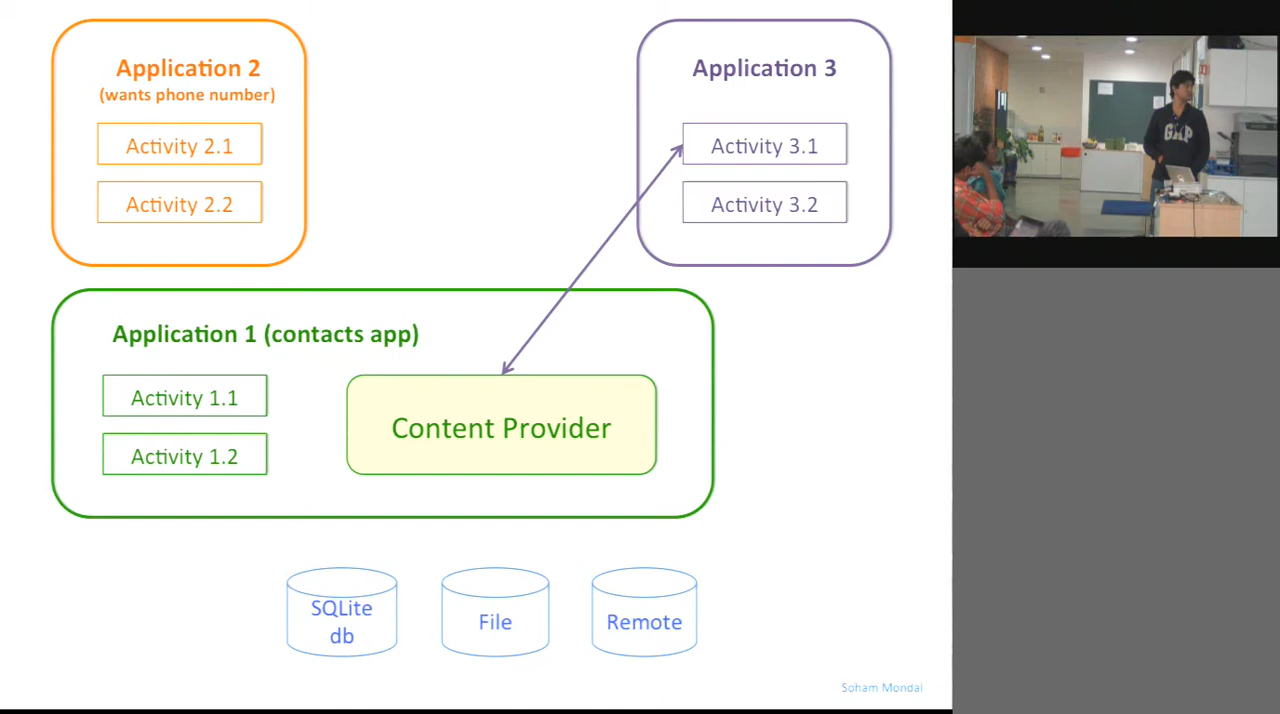 Application 2
(wants phone number)
Activity 2.1
Activity 2.2
Application 3
Activity 3.1
Activity 3.2
Application 1 (contacts app)
Activity 1.1
Activity 1.2
Content Provider
SQLite
db
File
Remote
Soham Mondal
GAP